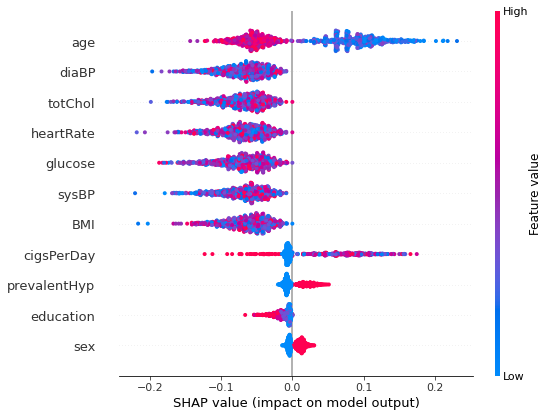 High
age
diaBP
totChol
heartRate
glucose
sysBP
BMI
cigsPerDay
prevalentHyp
education
sex
Feature value
Low
−0.2 −0.1 0.0 0.1 0.2
SHAP value (impact on model output)